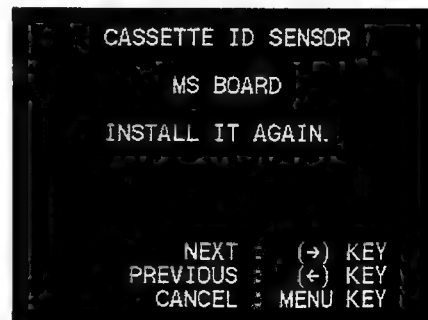 CASSETTE ID SENSOR
MS BOARD
INSTALL IT AGAIN.
NEXT : (→) KEY
PREVIOUS : (←) KEY
CANCEL : MENU KEY